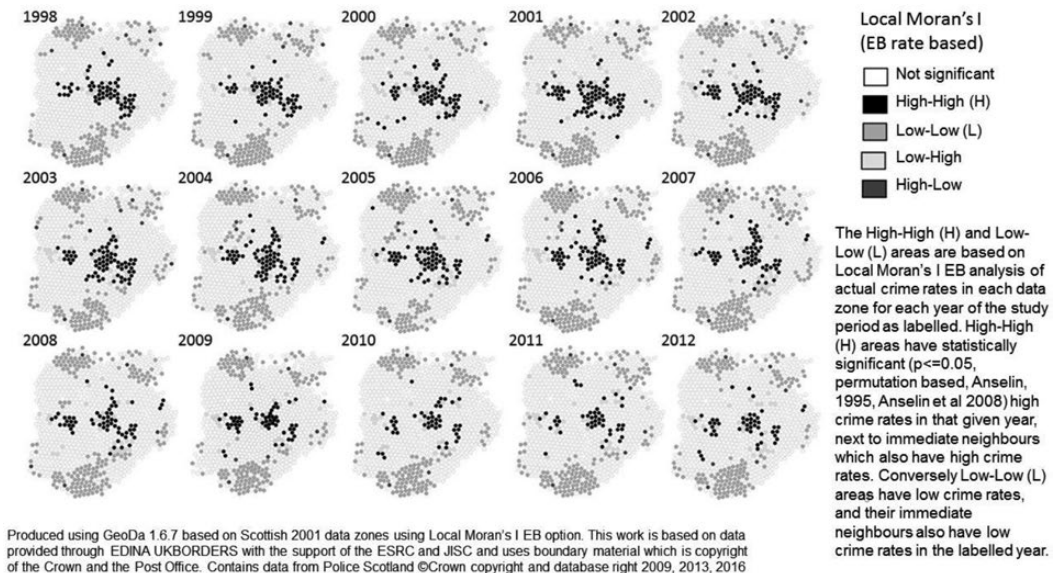 1998 1999 2000 2001 2002
2003 2004 2005 2006 2007
2008 2009 2010 2011 2012
Local Moran's I
(EB rate based)
Not significant
High-High (H)
Low-Low (L)
Low-High
High-Low
The High-High (H) and Low-
Low (L) areas are based on
Local Moran's I EB analysis of
actual crime rates in each data
zone for each year of the study
period as labelled. High-High
(H) areas have statistically
significant (p<=0.05,
permutation based, Anselin,
1995, Anselin et al 2008) high
crime rates in that given year,
next to immediate neighbours
which also have high crime
rates. Conversely Low-Low (L)
areas have low crime rates,
and their immediate
neighbours also have low
crime rates in the labelled year.
Produced using GeoDa 1.6.7 based on Scottish 2001 data zones using Local Moran's I EB option. This work is based on data
provided through EDINA UKBORDERS with the support of the ESRC and JISC and uses boundary material which is copyright
of the Crown and the Post Office. Contains data from Police Scotland ©Crown copyright and database right 2009, 2013, 2016